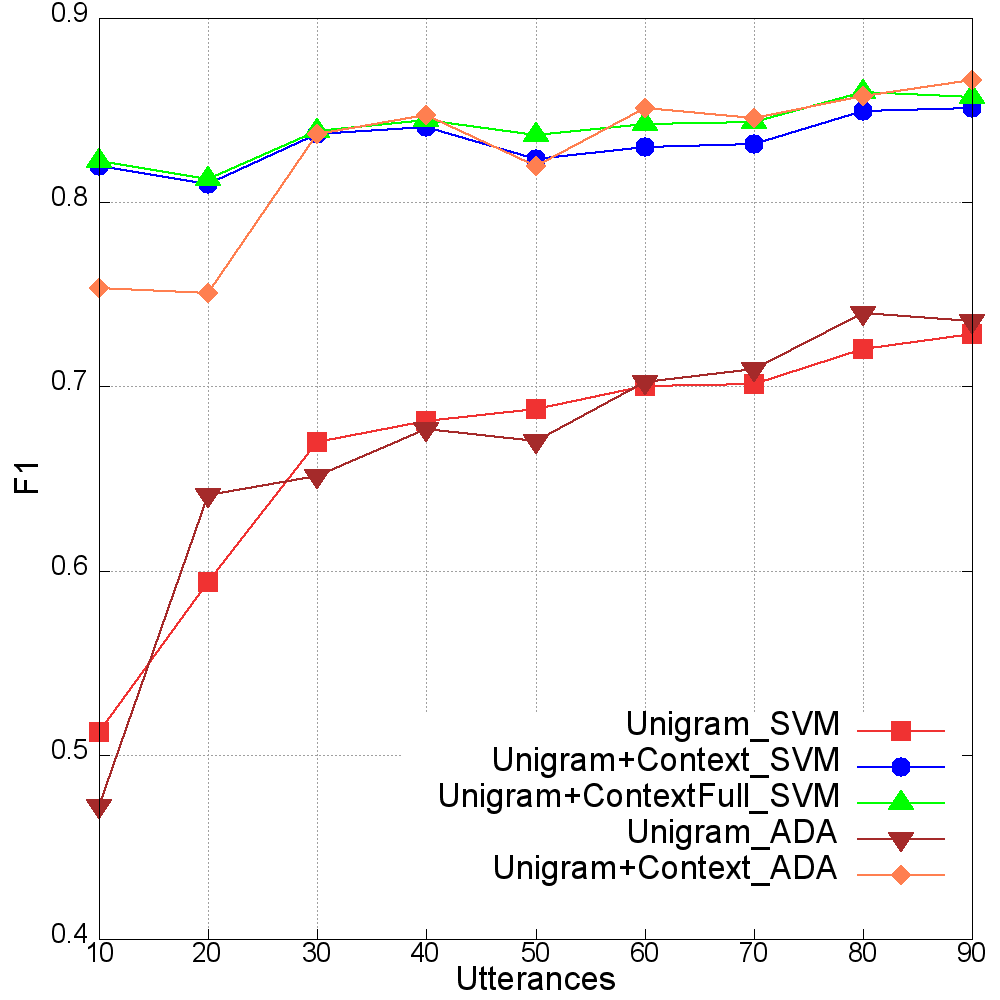 0.9
0.8
0.7
0.6
0.5
0.4
F1
Unigram_SVM
Unigram+Context_SVM
Unigram+ContextFull_SVM
Unigram_ADA
Unigram+Context_ADA
10 20 30 40 50 60 70 80 90
Utterances